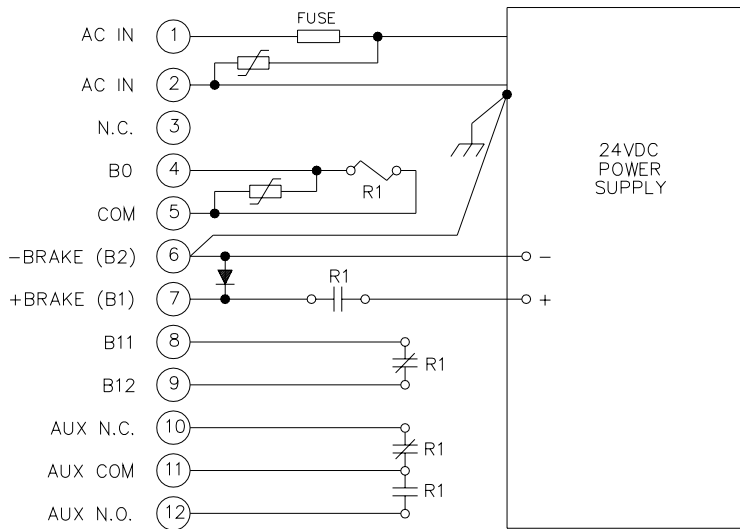 FUSE
AC IN 1
AC IN 2
N.C. 3
B0 4
R1
COM 5
-BRAKE (B2) 6
-
R1
+BRAKE (B1) 7
+
B11 8
R1
B12 9
AUX N.C. 10
R1
AUX COM 11
R1
AUX N.O. 12
24VDC
POWER
SUPPLY